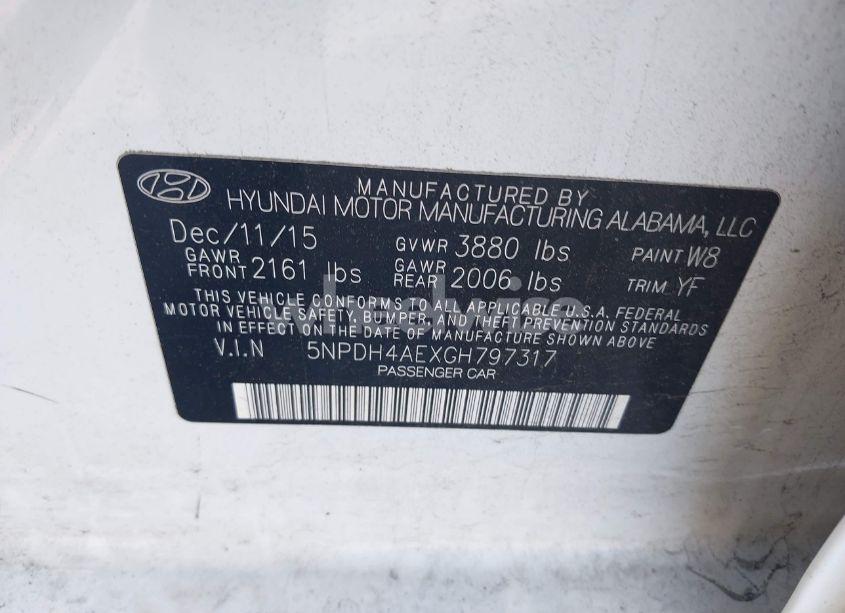 MANUFACTURED BY
HYUNDAI MOTOR MANUFACTURING ALABAMA, LLC
Dec/11/15 GVWR 3880 lbs PAINT W8
GAWR FRONT 2161 lbs GAWR REAR 2006 lbs TRIM YF
THIS VEHICLE CONFORMS TO ALL APPLICABLE U.S.A. FEDERAL
MOTOR VEHICLE SAFETY, BUMPER, AND THEFT PREVENTION STANDARDS
IN EFFECT ON THE DATE OF MANUFACTURE SHOWN ABOVE
V.I.N 5NPDH4AEXGH797317
PASSENGER CAR